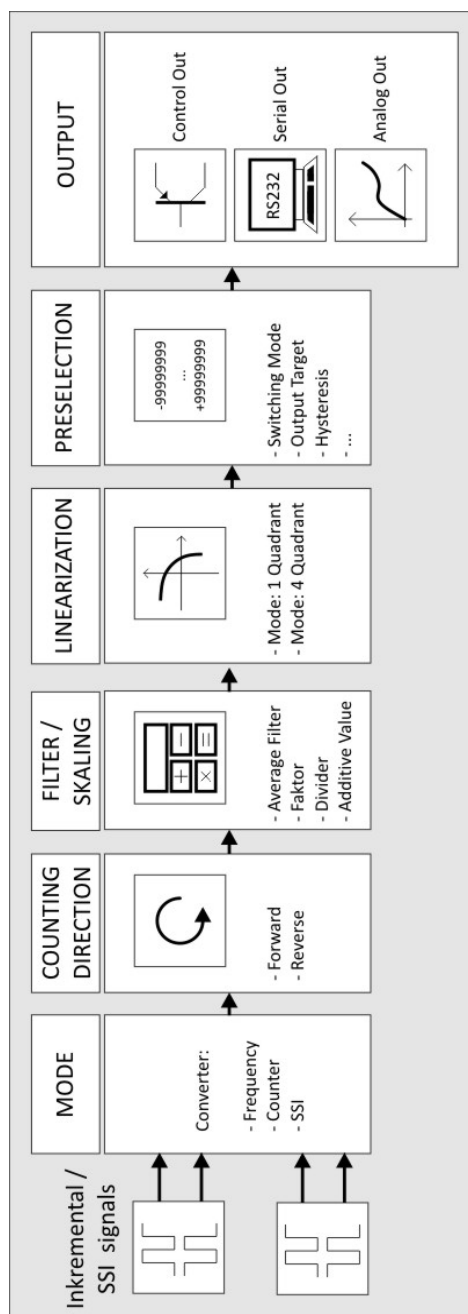 Inkremental /
SSI signals
MODE
Converter:
- Frequency
- Counter
- SSI
COUNTING
DIRECTION
- Forward
- Reverse
FILTER /
SKALING
+ −
× =
- Average Filter
- Faktor
- Divider
- Additive Value
LINEARIZATION
- Mode: 1 Quadrant
- Mode: 4 Quadrant
PRESELECTION
-99999999
...
+99999999
- Switching Mode
- Output Target
- Hysteresis
- ...
OUTPUT
Control Out
RS232
Serial Out
Analog Out